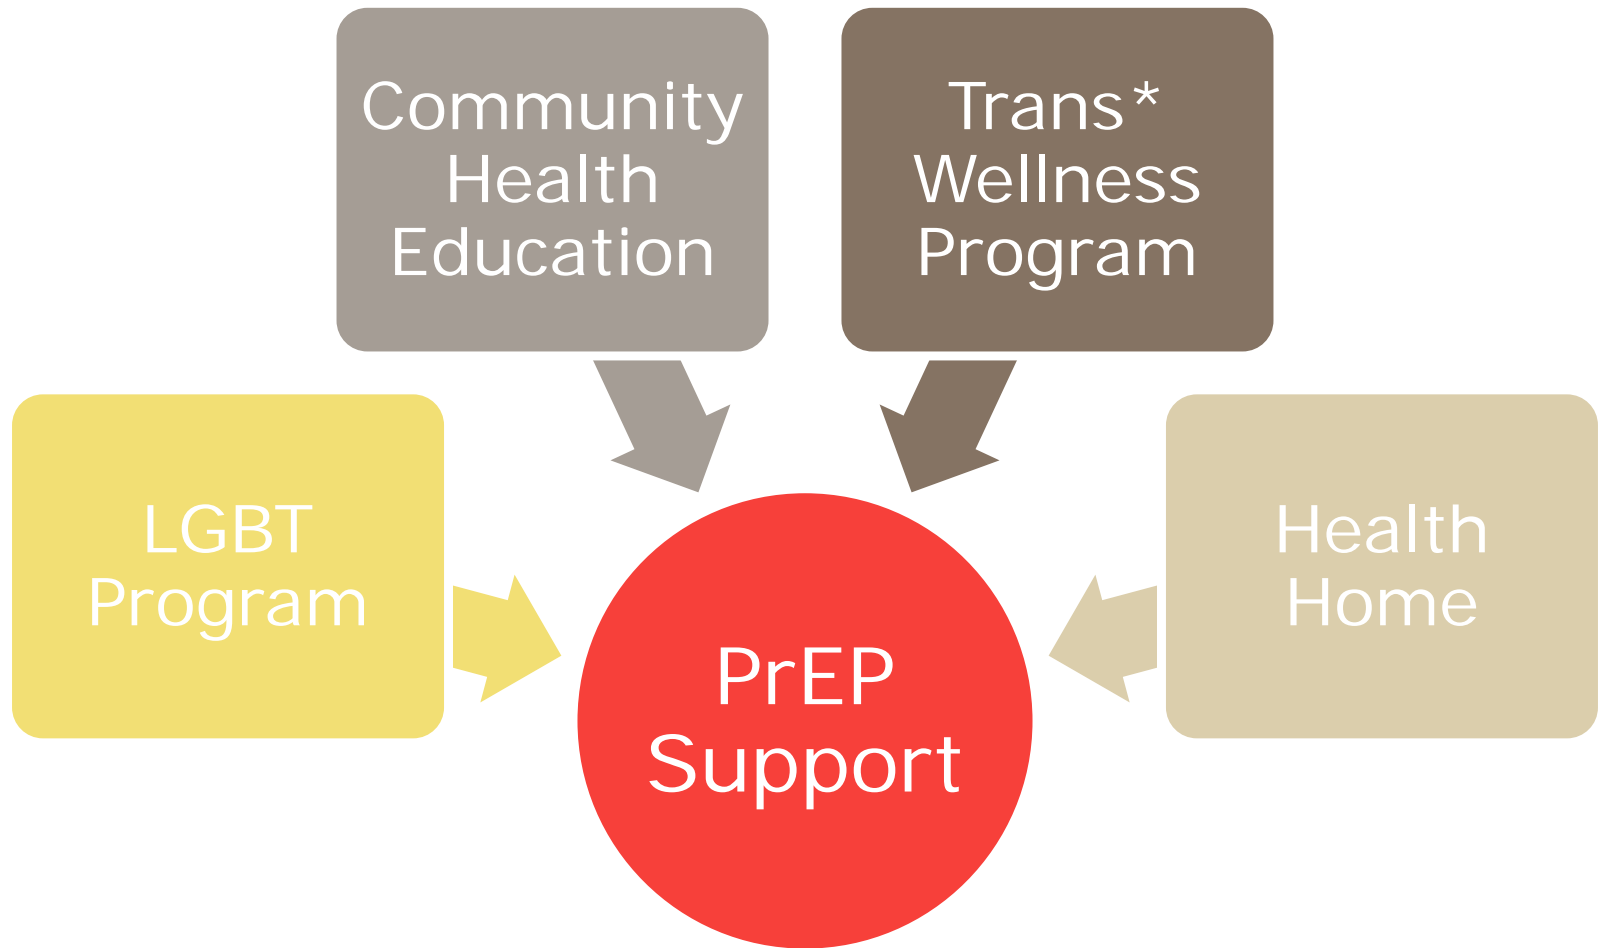 Community
Health
Education
Trans*
Wellness
Program
LGBT
Program
Health
Home
PrEP
Support